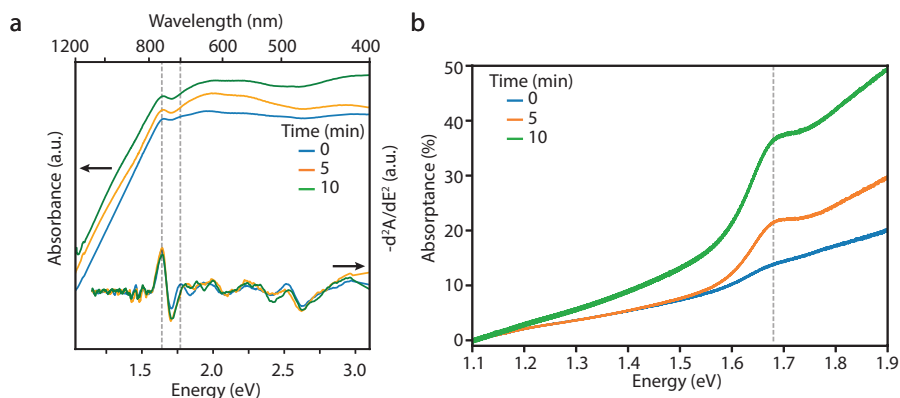 a
Wavelength (nm)
1200 800 600 400
Absorbance (a.u.)
Time (min)
0
5
10
-d²A/dE² (a.u.)
1.5 2.0 2.5 3.0
Energy (eV)
b
50
40
30
20
10
0
Absorptance (%)
Time (min)
0
5
10
1.1 1.2 1.3 1.4 1.5 1.6 1.7 1.8 1.9
Energy (eV)